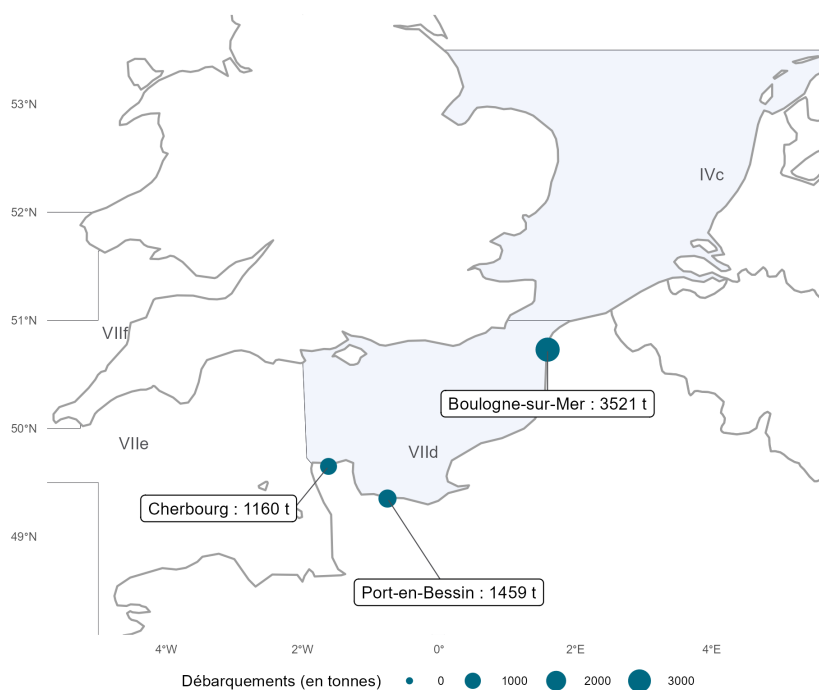 53°N
IVc
52°N
51°N
VIIf
Boulogne-sur-Mer : 3521 t
50°N
VIIe
VIId
Cherbourg : 1160 t
49°N
Port-en-Bessin : 1459 t
4°W 2°W 0° 2°E 4°E
Débarquements (en tonnes) 0 1000 2000 3000